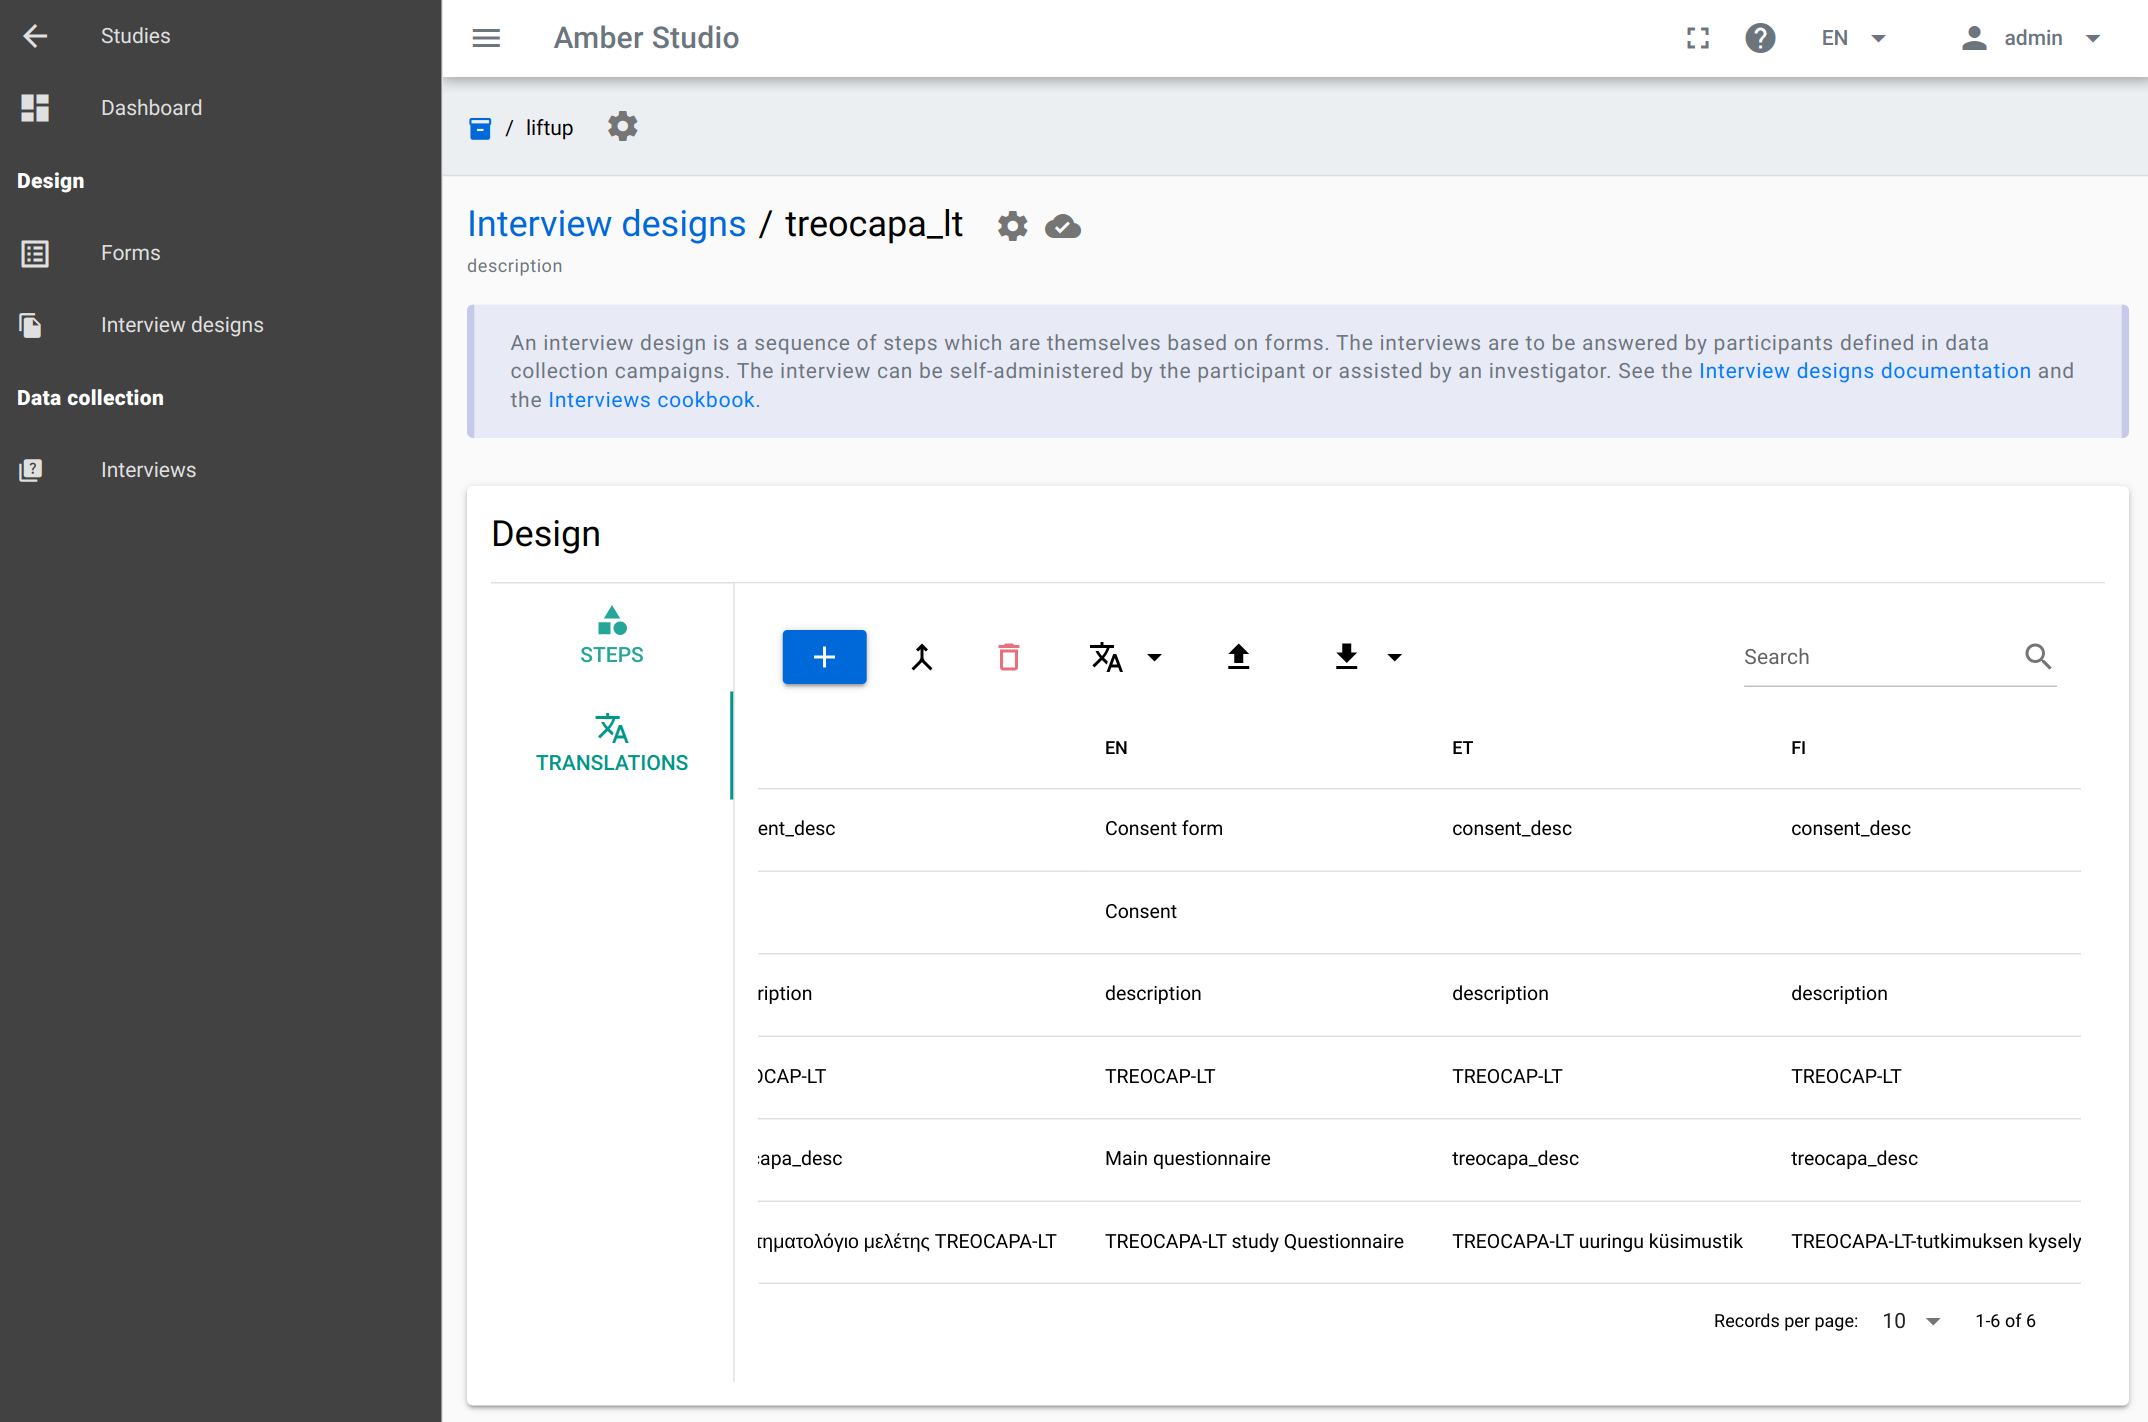 Studies
Dashboard
Design
Forms
Interview designs
Data collection
Interviews
Amber Studio
EN
admin
/ liftup
Interview designs / treocapa_lt
description
An interview design is a sequence of steps which are themselves based on forms. The interviews are to be answered by participants defined in data
collection campaigns. The interview can be self-administered by the participant or assisted by an investigator. See the Interview designs documentation and
the Interviews cookbook.
Design
STEPS
TRANSLATIONS
Search
EN ET FI
ent_desc Consent form consent_desc consent_desc
Consent
ription description description description
OCAP-LT TREOCAP-LT TREOCAP-LT TREOCAP-LT
capa_desc Main questionnaire treocapa_desc treocapa_desc
τηματολόγιο μελέτης TREOCAPA-LT TREOCAPA-LT study Questionnaire TREOCAPA-LT uuringu küsimustik TREOCAPA-LT-tutkimuksen kysely
Records per page: 10 1-6 of 6